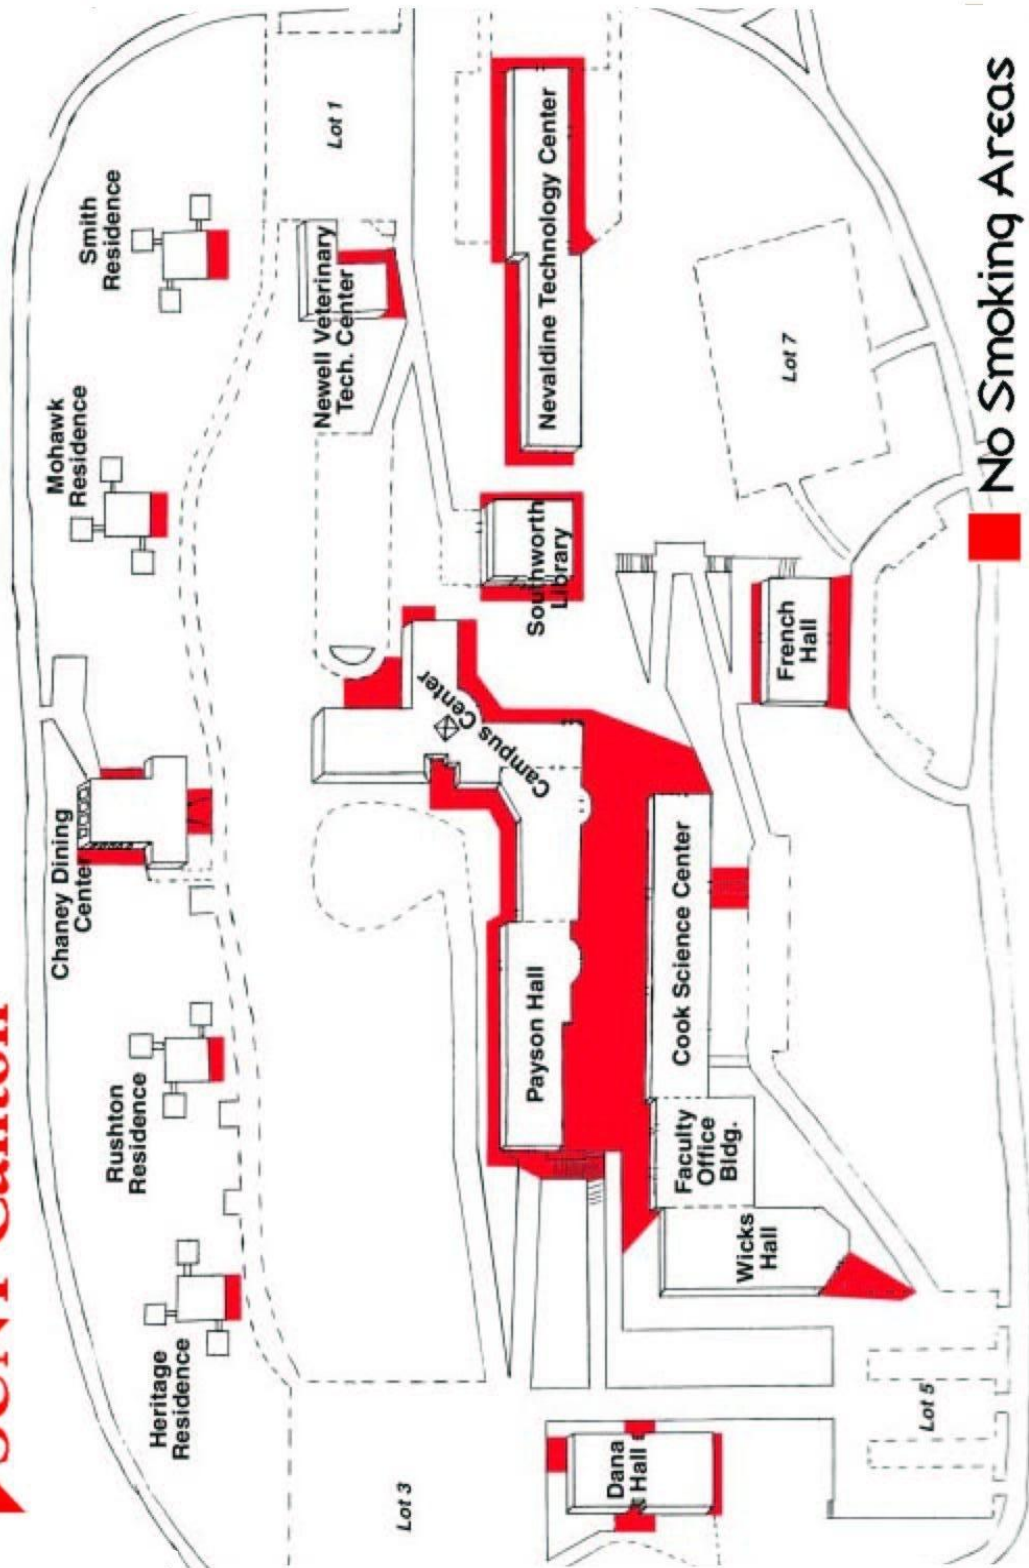 SUNY Canton
Heritage
Residence
Rushton
Residence
Chaney Dining
Center
Mohawk
Residence
Smith
Residence
Lot 1
Newell Veterinary
Tech. Center
Lot 3
Campus Center
Payson Hall
Southworth
Library
Nevaldine Technology Center
Dana
Hall
Wicks
Hall
Faculty
Office
Bldg.
Cook Science Center
French
Hall
Lot 7
Lot 5
No Smoking Areas